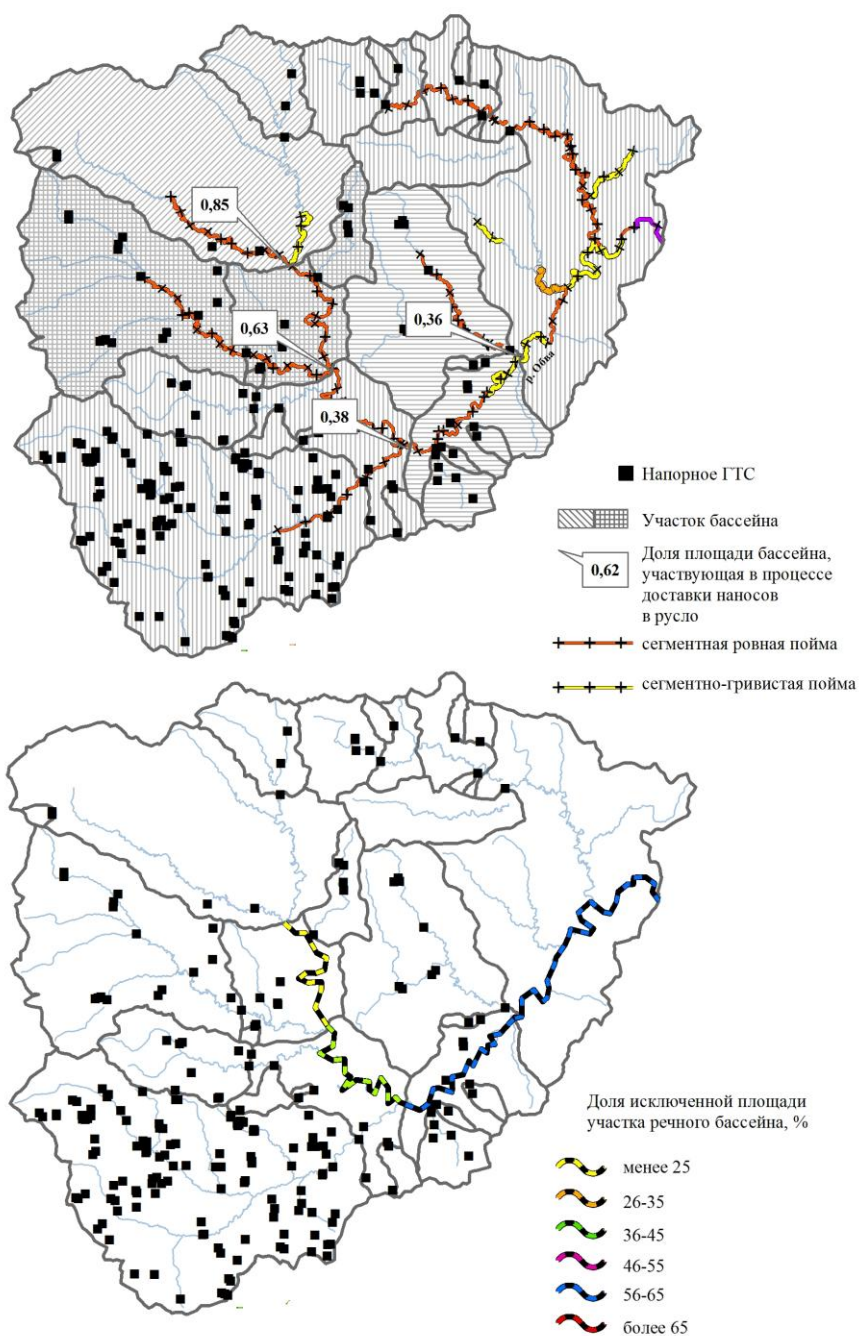 0,85
0,63
0,36
р. Обва
0,38
Напорное ГТС
Участок бассейна
0,62
Доля площади бассейна,
участвующая в процессе
доставки наносов
в русло
сегментная ровная пойма
сегментно-гривистая пойма
Доля исключенной площади
участка речного бассейна, %
менее 25
26-35
36-45
46-55
56-65
более 65